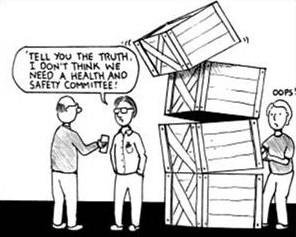 'TELL YOU THE TRUTH,
I DON'T THINK WE
NEED A HEALTH AND
SAFETY COMMITTEE!
OOPS!